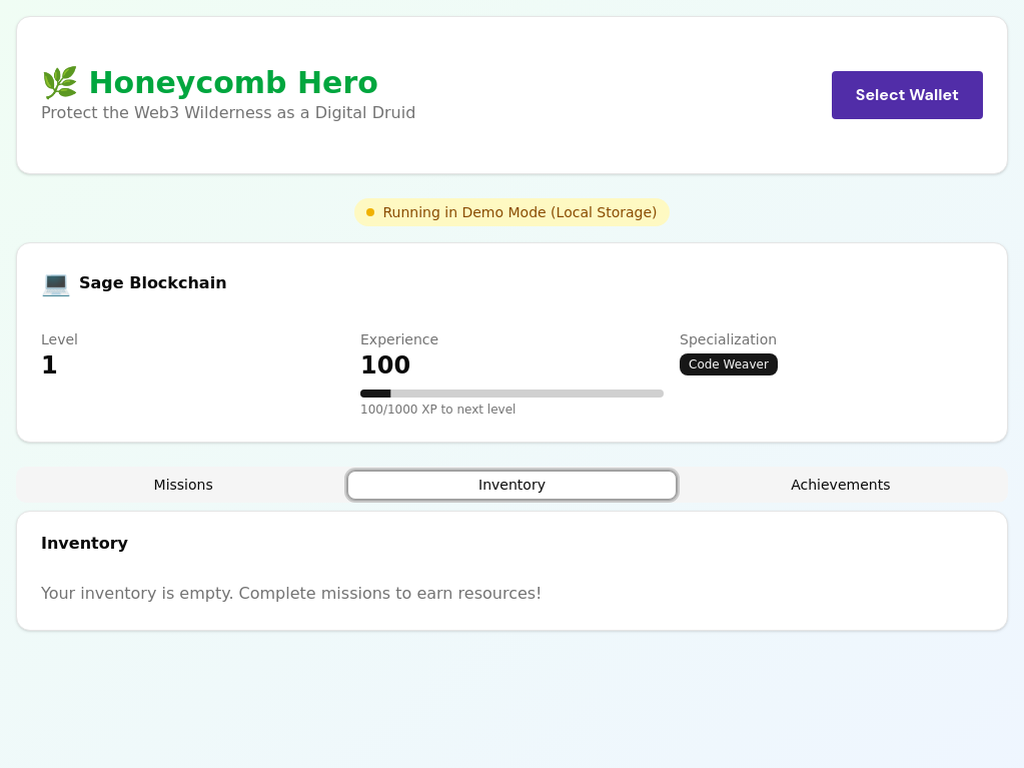 Honeycomb Hero
Protect the Web3 Wilderness as a Digital Druid
Select Wallet
Running in Demo Mode (Local Storage)
Sage Blockchain
Level
1
Experience
100
100/1000 XP to next level
Specialization
Code Weaver
Missions
Inventory
Achievements
Inventory
Your inventory is empty. Complete missions to earn resources!